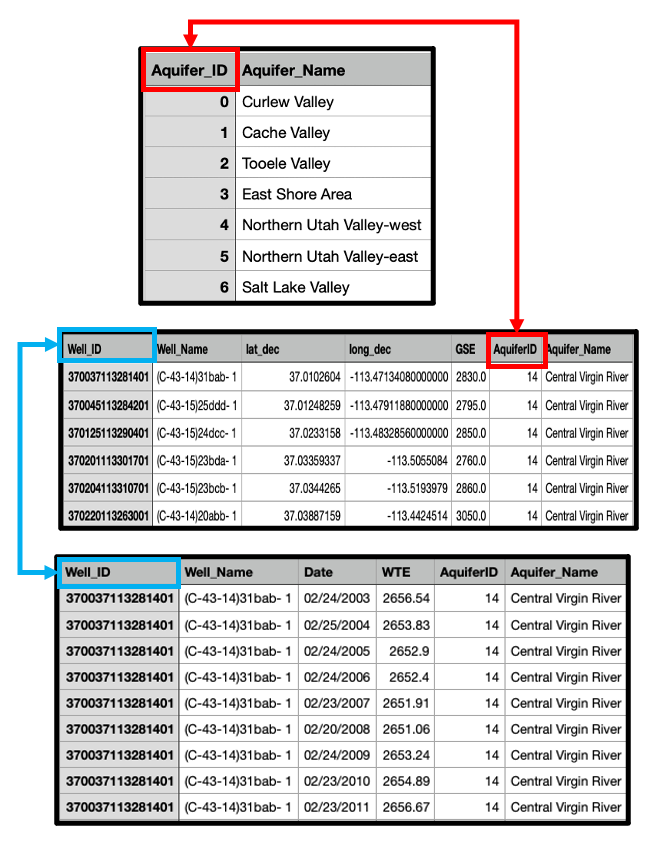 Aquifer_ID Aquifer_Name
0 Curlew Valley
1 Cache Valley
2 Tooele Valley
3 East Shore Area
4 Northern Utah Valley-west
5 Northern Utah Valley-east
6 Salt Lake Valley
Well_ID Well_Name lat_dec long_dec GSE AquiferID Aquifer_Name
370037113281401 (C-43-14)31bab- 1 37.0102604 -113.47134080000000 2830.0 14 Central Virgin River
370045113284201 (C-43-15)25ddd- 1 37.01248259 -113.47911880000000 2795.0 14 Central Virgin River
370125113290401 (C-43-15)24dcc- 1 37.0233158 -113.48328560000000 2850.0 14 Central Virgin River
370201113301701 (C-43-15)23bda- 1 37.03359337 -113.5055084 2760.0 14 Central Virgin River
370204113310701 (C-43-15)23bcb- 1 37.0344265 -113.5193979 2860.0 14 Central Virgin River
370220113263001 (C-43-14)20abb- 1 37.03887159 -113.4424514 3050.0 14 Central Virgin River
Well_ID Well_Name Date WTE AquiferID Aquifer_Name
370037113281401 (C-43-14)31bab- 1 02/24/2003 2656.54 14 Central Virgin River
370037113281401 (C-43-14)31bab- 1 02/25/2004 2653.83 14 Central Virgin River
370037113281401 (C-43-14)31bab- 1 02/24/2005 2652.9 14 Central Virgin River
370037113281401 (C-43-14)31bab- 1 02/24/2006 2652.4 14 Central Virgin River
370037113281401 (C-43-14)31bab- 1 02/23/2007 2651.91 14 Central Virgin River
370037113281401 (C-43-14)31bab- 1 02/20/2008 2651.06 14 Central Virgin River
370037113281401 (C-43-14)31bab- 1 02/24/2009 2653.24 14 Central Virgin River
370037113281401 (C-43-14)31bab- 1 02/23/2010 2654.89 14 Central Virgin River
370037113281401 (C-43-14)31bab- 1 02/23/2011 2656.67 14 Central Virgin River